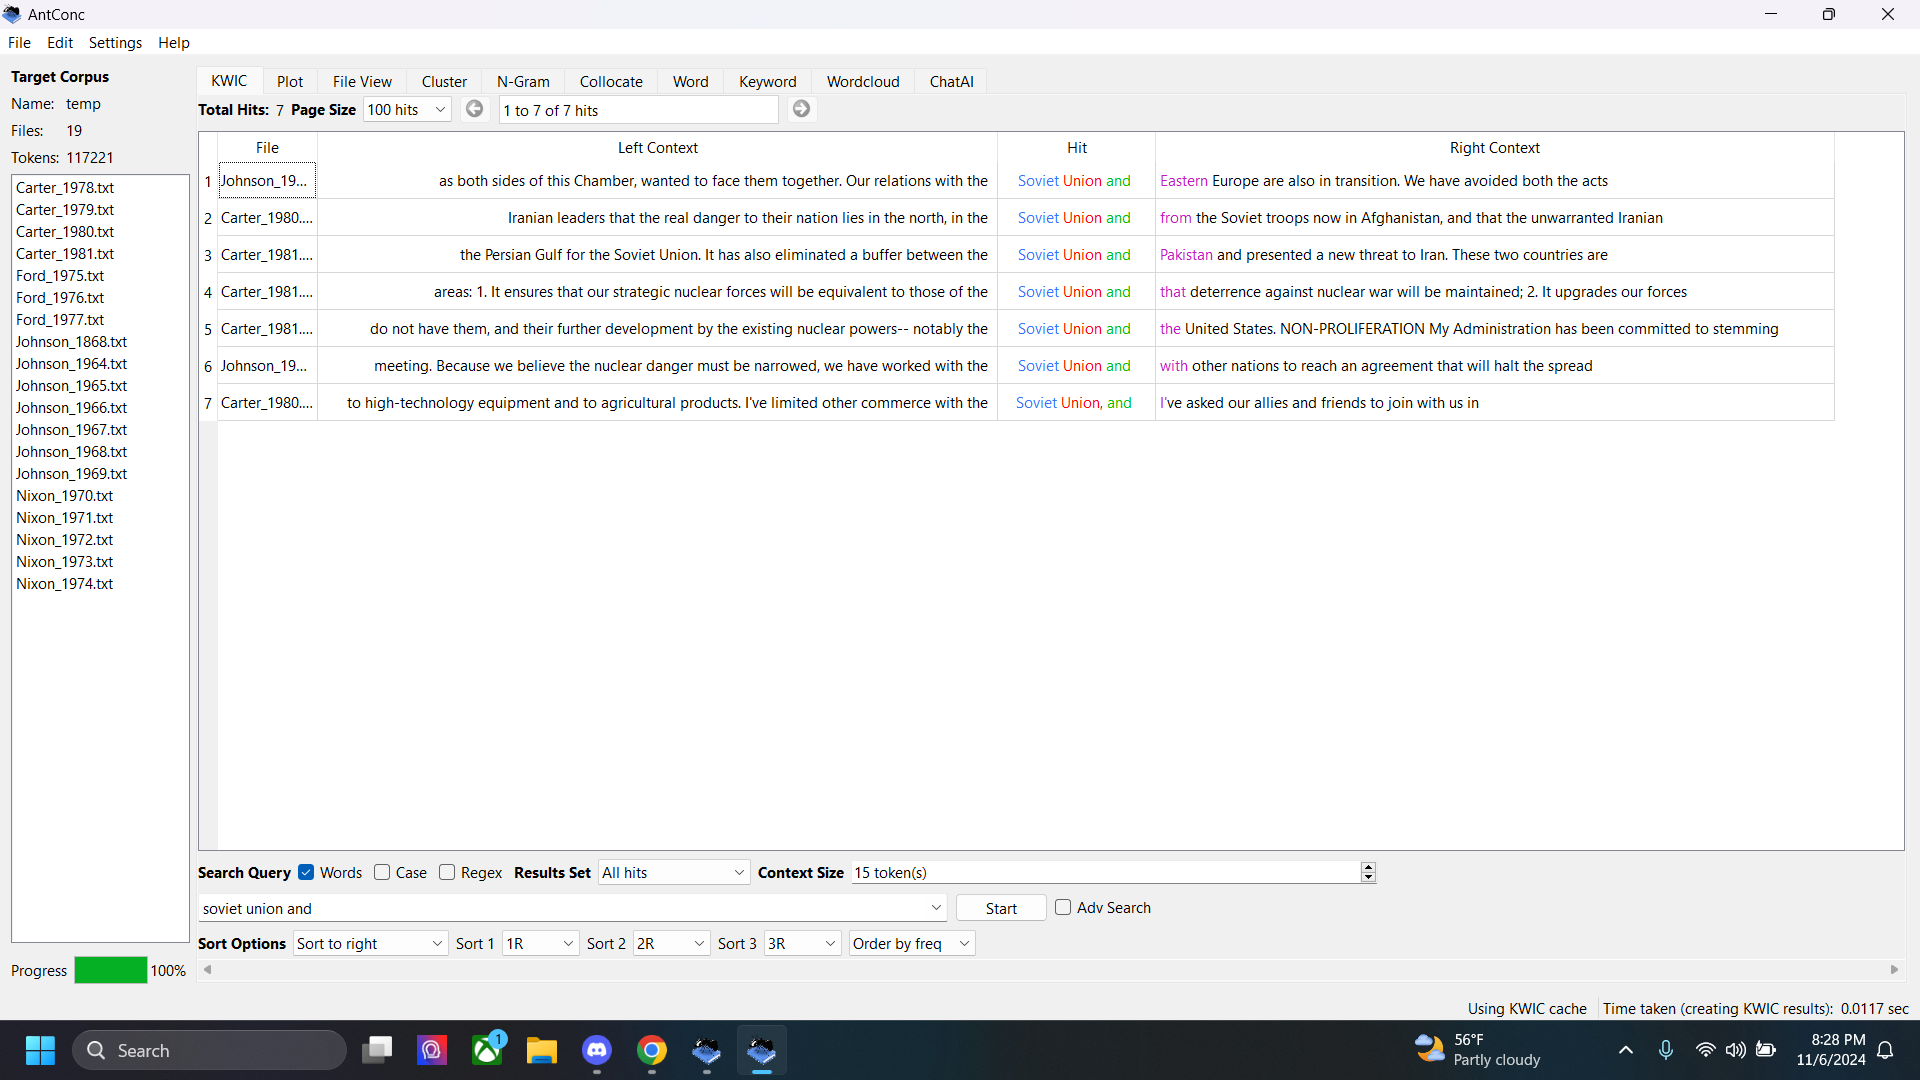 AntConc
File Edit Settings Help
Target Corpus
Name: temp
Files: 19
Tokens: 117221
Carter_1978.txt
Carter_1979.txt
Carter_1980.txt
Carter_1981.txt
Ford_1975.txt
Ford_1976.txt
Ford_1977.txt
Johnson_1868.txt
Johnson_1964.txt
Johnson_1965.txt
Johnson_1966.txt
Johnson_1967.txt
Johnson_1968.txt
Johnson_1969.txt
Nixon_1970.txt
Nixon_1971.txt
Nixon_1972.txt
Nixon_1973.txt
Nixon_1974.txt
Progress 100%
KWIC Plot File View Cluster N-Gram Collocate Word Keyword Wordcloud ChatAI
Total Hits: 7 Page Size 100 hits 1 to 7 of 7 hits
File Left Context Hit Right Context
1 Johnson_19... as both sides of this Chamber, wanted to face them together. Our relations with the Soviet Union and Eastern Europe are also in transition. We have avoided both the acts
2 Carter_1980.... Iranian leaders that the real danger to their nation lies in the north, in the Soviet Union and from the Soviet troops now in Afghanistan, and that the unwarranted Iranian
3 Carter_1981.... the Persian Gulf for the Soviet Union. It has also eliminated a buffer between the Soviet Union and Pakistan and presented a new threat to Iran. These two countries are
4 Carter_1981.... areas: 1. It ensures that our strategic nuclear forces will be equivalent to those of the Soviet Union and that deterrence against nuclear war will be maintained; 2. It upgrades our forces
5 Carter_1981.... do not have them, and their further development by the existing nuclear powers-- notably the Soviet Union and the United States. NON-PROLIFERATION My Administration has been committed to stemming
6 Johnson_19... meeting. Because we believe the nuclear danger must be narrowed, we have worked with the Soviet Union and with other nations to reach an agreement that will halt the spread
7 Carter_1980.... to high-technology equipment and to agricultural products. I've limited other commerce with the Soviet Union, and I've asked our allies and friends to join with us in
Search Query Words Case Regex Results Set All hits Context Size 15 token(s)
soviet union and Start Adv Search
Sort Options Sort to right Sort 1 1R Sort 2 2R Sort 3 3R Order by freq
Using KWIC cache Time taken (creating KWIC results): 0.0117 sec
Search 1
56°F
Partly cloudy
8:28 PM
11/6/2024